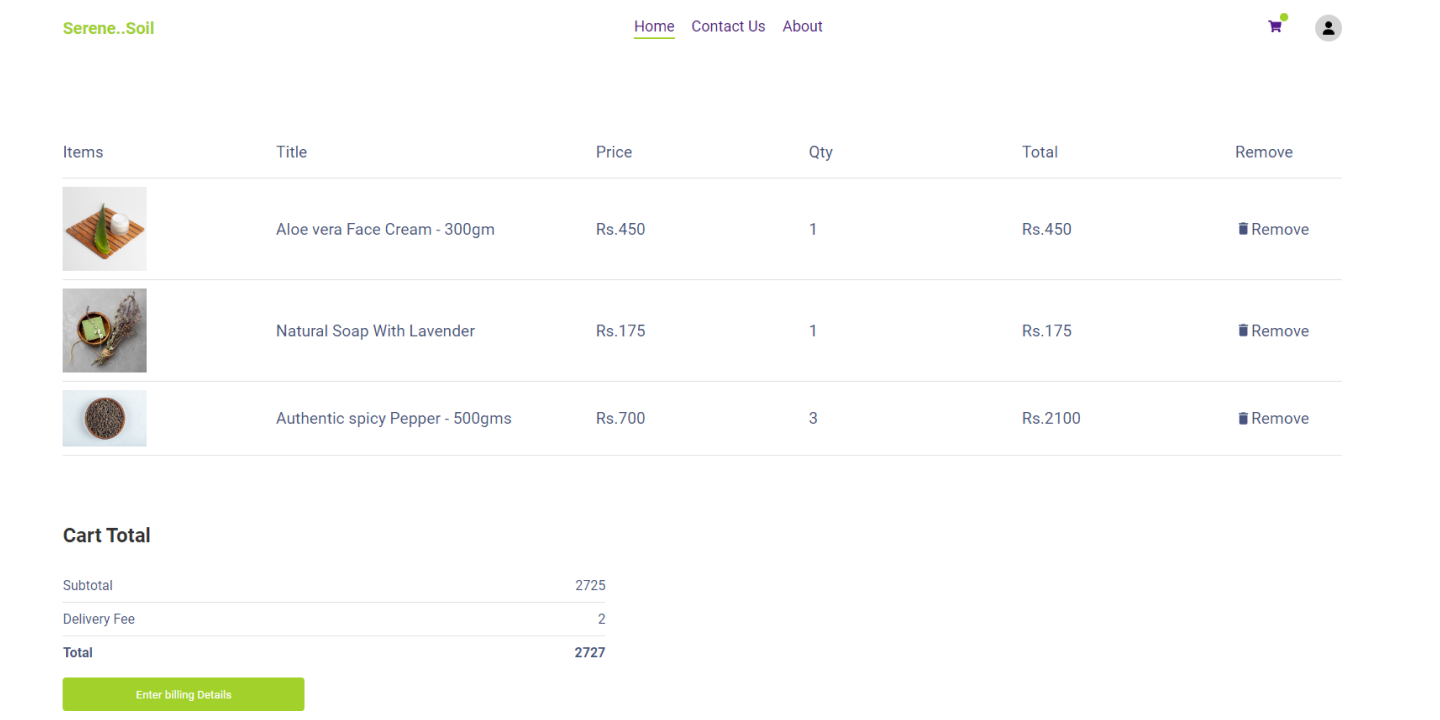 Serene..Soil Home Contact Us About
Items Title Price Qty Total Remove
Aloe vera Face Cream - 300gm Rs.450 1 Rs.450 Remove
Natural Soap With Lavender Rs.175 1 Rs.175 Remove
Authentic spicy Pepper - 500gms Rs.700 3 Rs.2100 Remove
Cart Total
Subtotal 2725
Delivery Fee 2
Total 2727
Enter billing Details